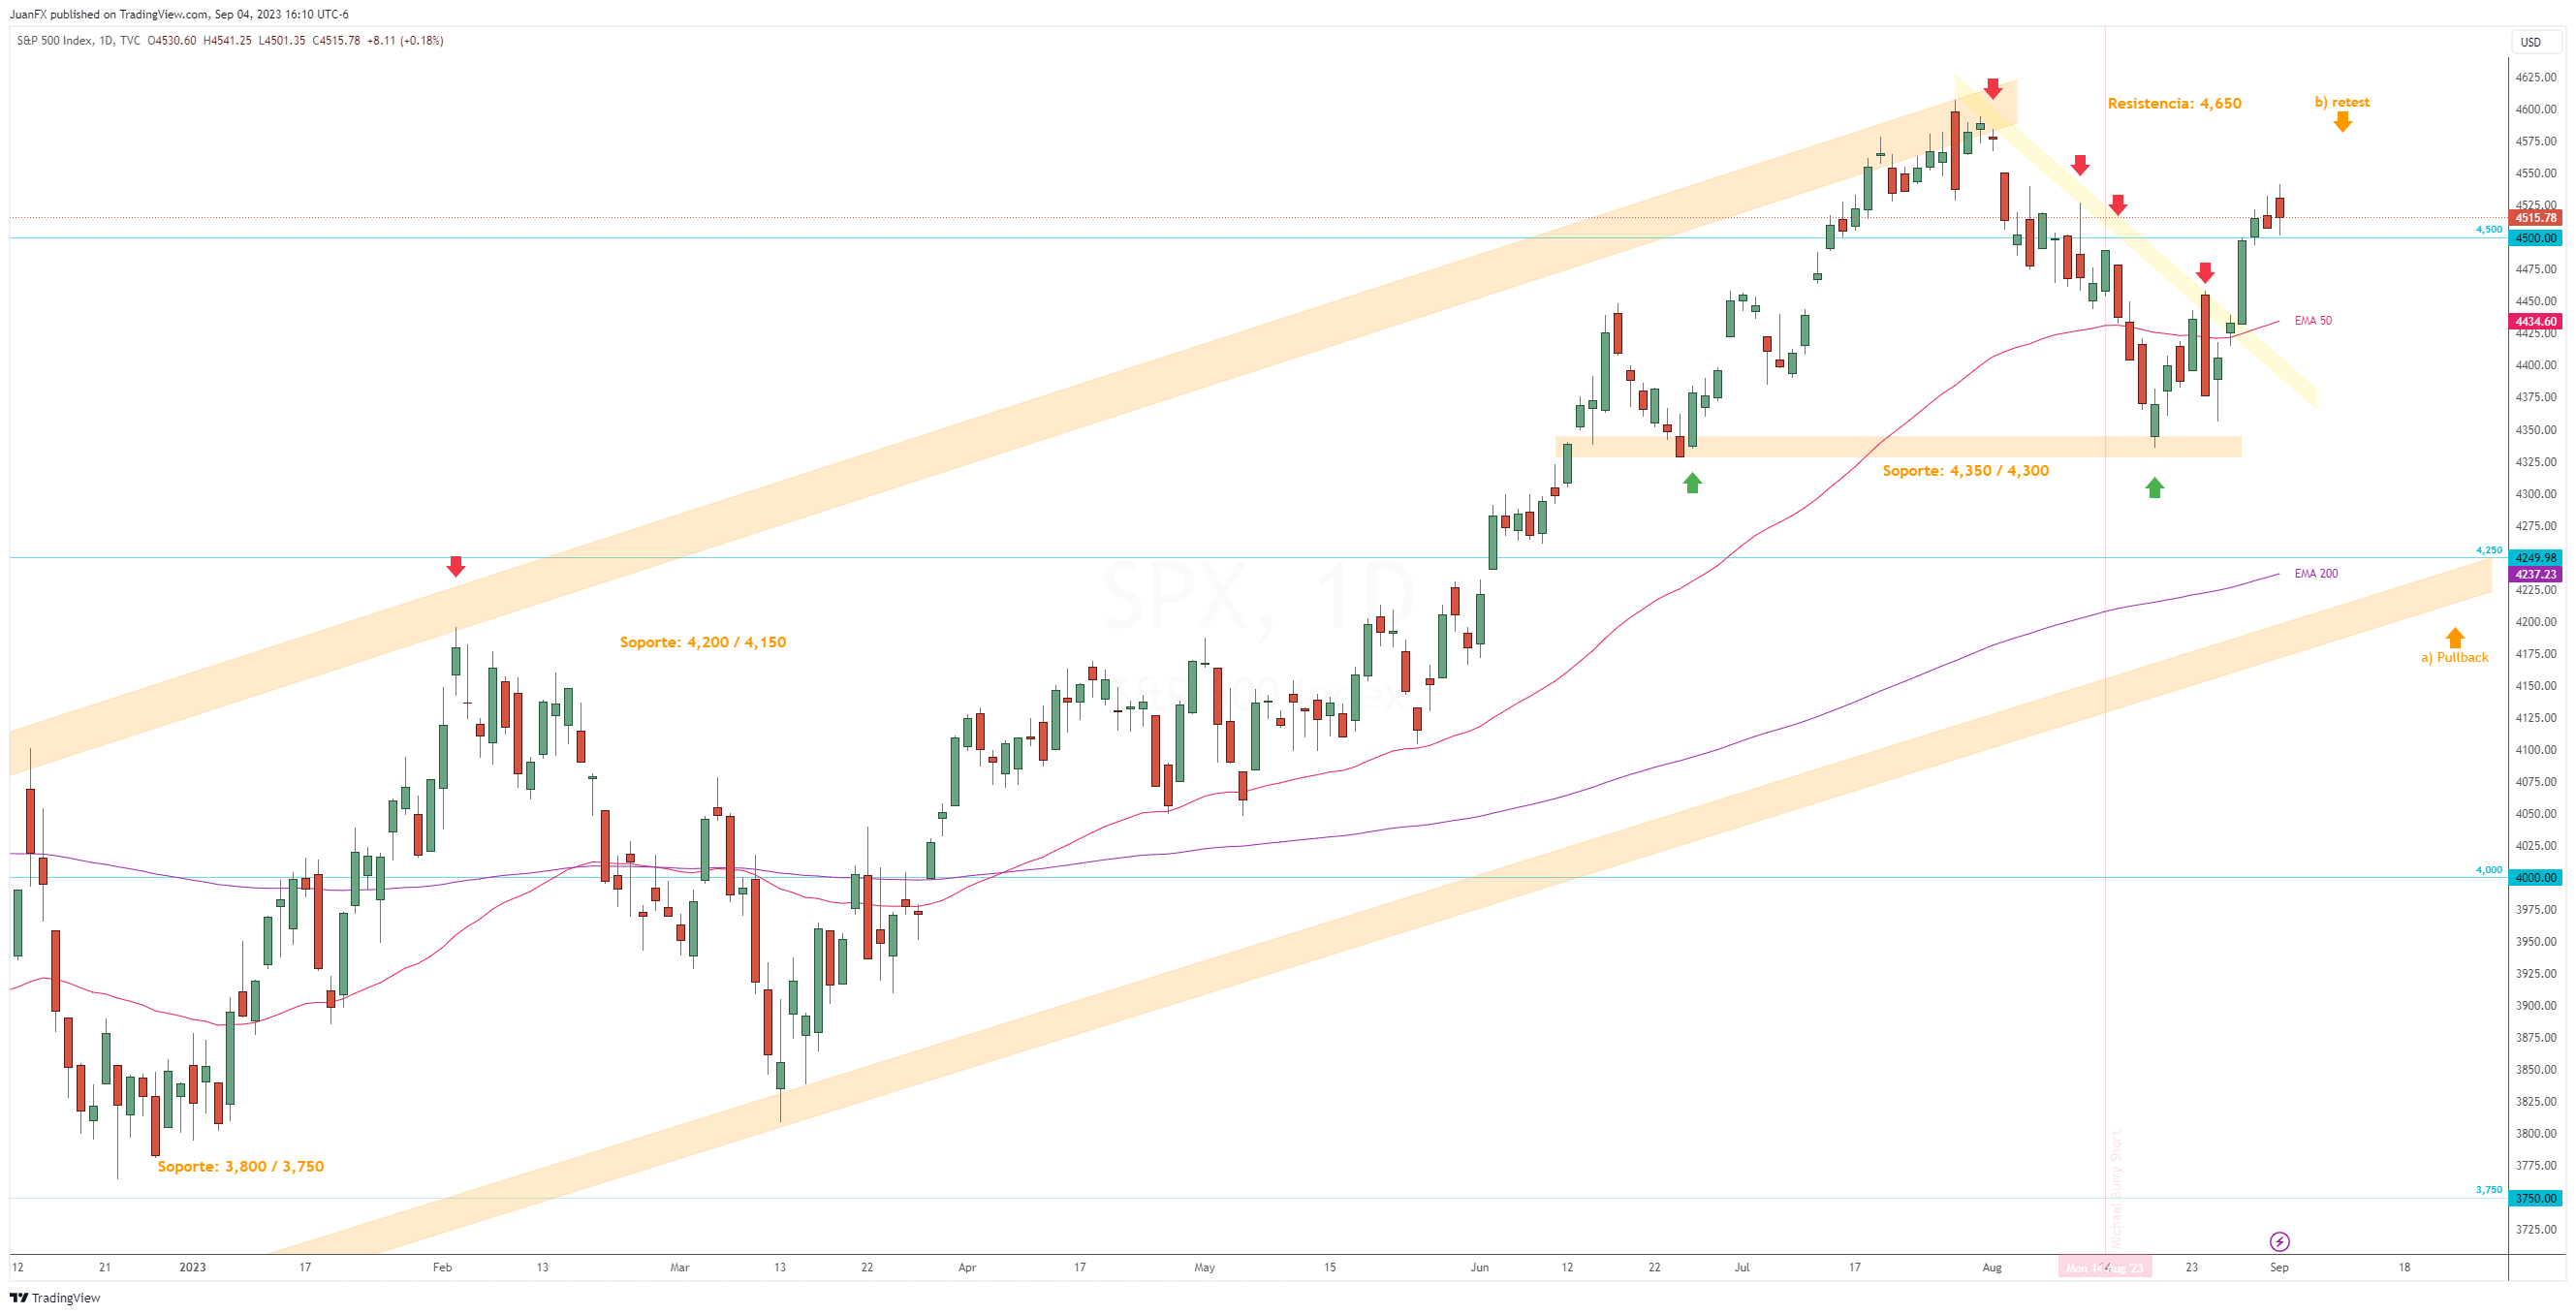 JuanFX published on TradingView.com, Sep 04, 2023 16:10 UTC-6
S&P 500 Index, 1D, TVC O4530.60 H4541.25 L4501.35 C4515.78 +8.11 (+0.18%)
USD
4625.00
Resistencia: 4,650
b) retest
4600.00
4575.00
4550.00
4525.00
4515.78
4,500
4500.00
4475.00
4450.00
EMA 50
4434.60
4425.00
4400.00
4375.00
4350.00
Soporte: 4,350 / 4,300
4325.00
4300.00
4275.00
4,250
4249.98
EMA 200
4237.23
4225.00
SPX, 1D
S&P 500 Index
4200.00
Soporte: 4,200 / 4,150
a) Pullback
4175.00
4150.00
4125.00
4100.00
4075.00
4050.00
4025.00
4,000
4000.00
3975.00
3950.00
3925.00
3900.00
3875.00
3850.00
3825.00
3800.00
Soporte: 3,800 / 3,750
3775.00
Michael Burry Short
3,750
3750.00
3725.00
12 21 2023 17 Feb 13 Mar 13 22 Apr 17 May 15 Jun 12 22 Jul 17 Aug Mon 14 Aug '23 23 Sep 18
TradingView